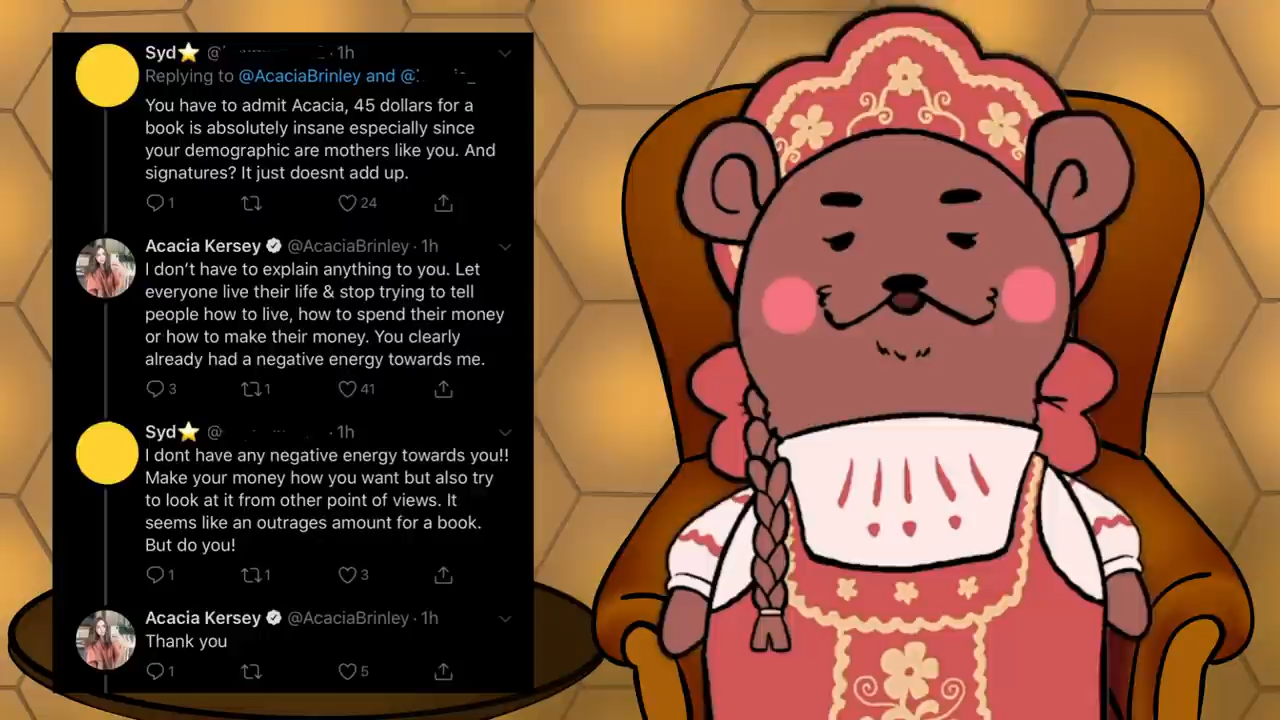 Syd⭐ @ · 1h
Replying to @AcaciaBrinley and @
You have to admit Acacia, 45 dollars for a
book is absolutely insane especially since
your demographic are mothers like you. And
signatures? It just doesnt add up.
1 24
Acacia Kersey @AcaciaBrinley · 1h
I don’t have to explain anything to you. Let
everyone live their life & stop trying to tell
people how to live, how to spend their money
or how to make their money. You clearly
already had a negative energy towards me.
3 1 41
Syd⭐ @ · 1h
I dont have any negative energy towards you!!
Make your money how you want but also try
to look at it from other point of views. It
seems like an outrages amount for a book.
But do you!
1 1 3
Acacia Kersey @AcaciaBrinley · 1h
Thank you
1 5